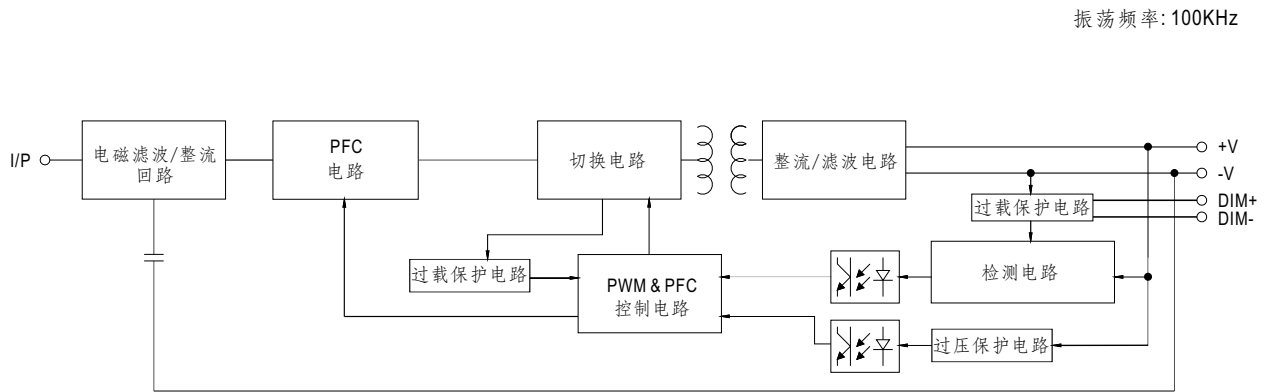 振荡频率: 100KHz
I/P
电磁滤波/整流
回路
PFC
电路
切换电路
整流/滤波电路
+V
-V
DIM+
DIM-
过载保护电路
过载保护电路
PWM & PFC
控制电路
检测电路
过压保护电路